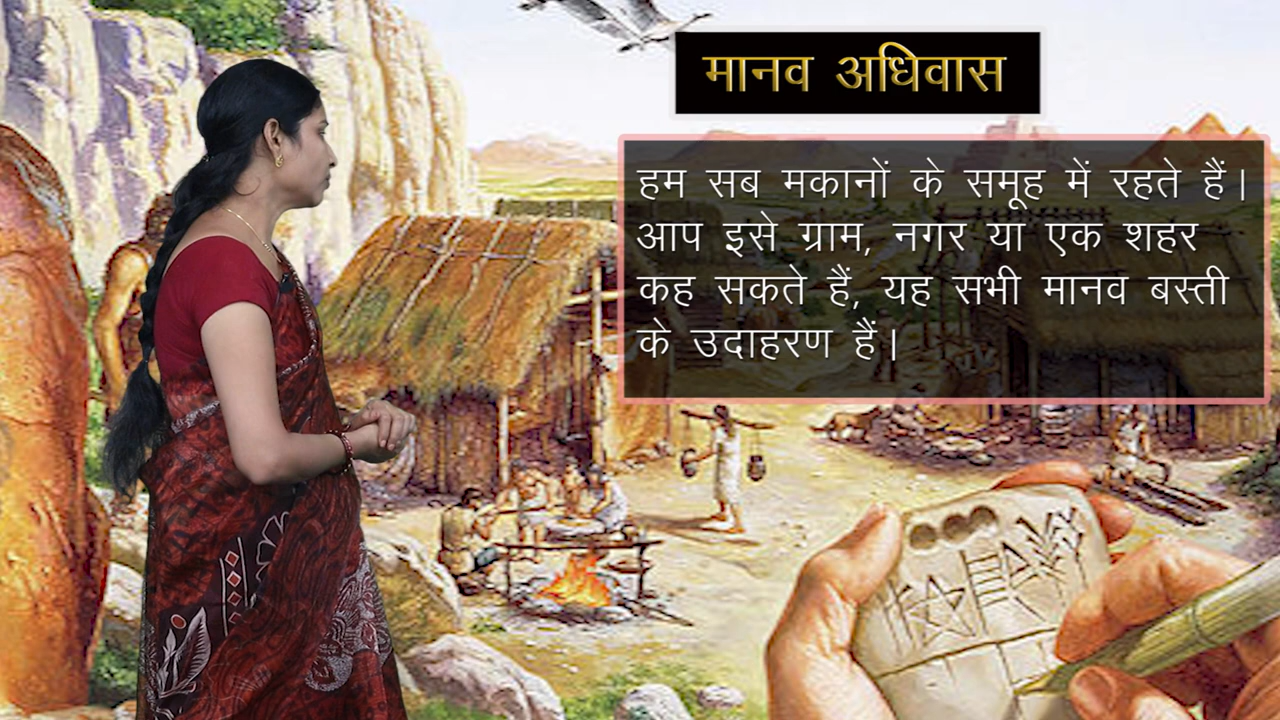 मानव अधिवास
हम सब मकानों के समूह में रहते हैं।
आप इसे ग्राम, नगर या एक शहर
कह सकते हैं, यह सभी मानव बस्ती
के उदाहरण हैं।